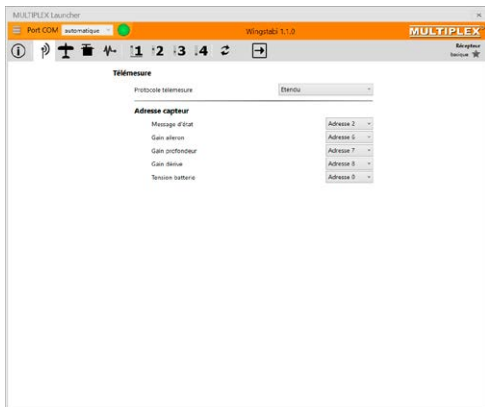 MULTIPLEX Launcher
Port COM automatique Wingstabi 1.1.0 MULTIPLEX
1 2 3 4 Récepteur
basique
Télémesure
Protocole télémesure Etendu
Adresse capteur
Message d'état Adresse 2
Gain aileron Adresse 6
Gain profondeur Adresse 7
Gain dérive Adresse 8
Tension batterie Adresse 0